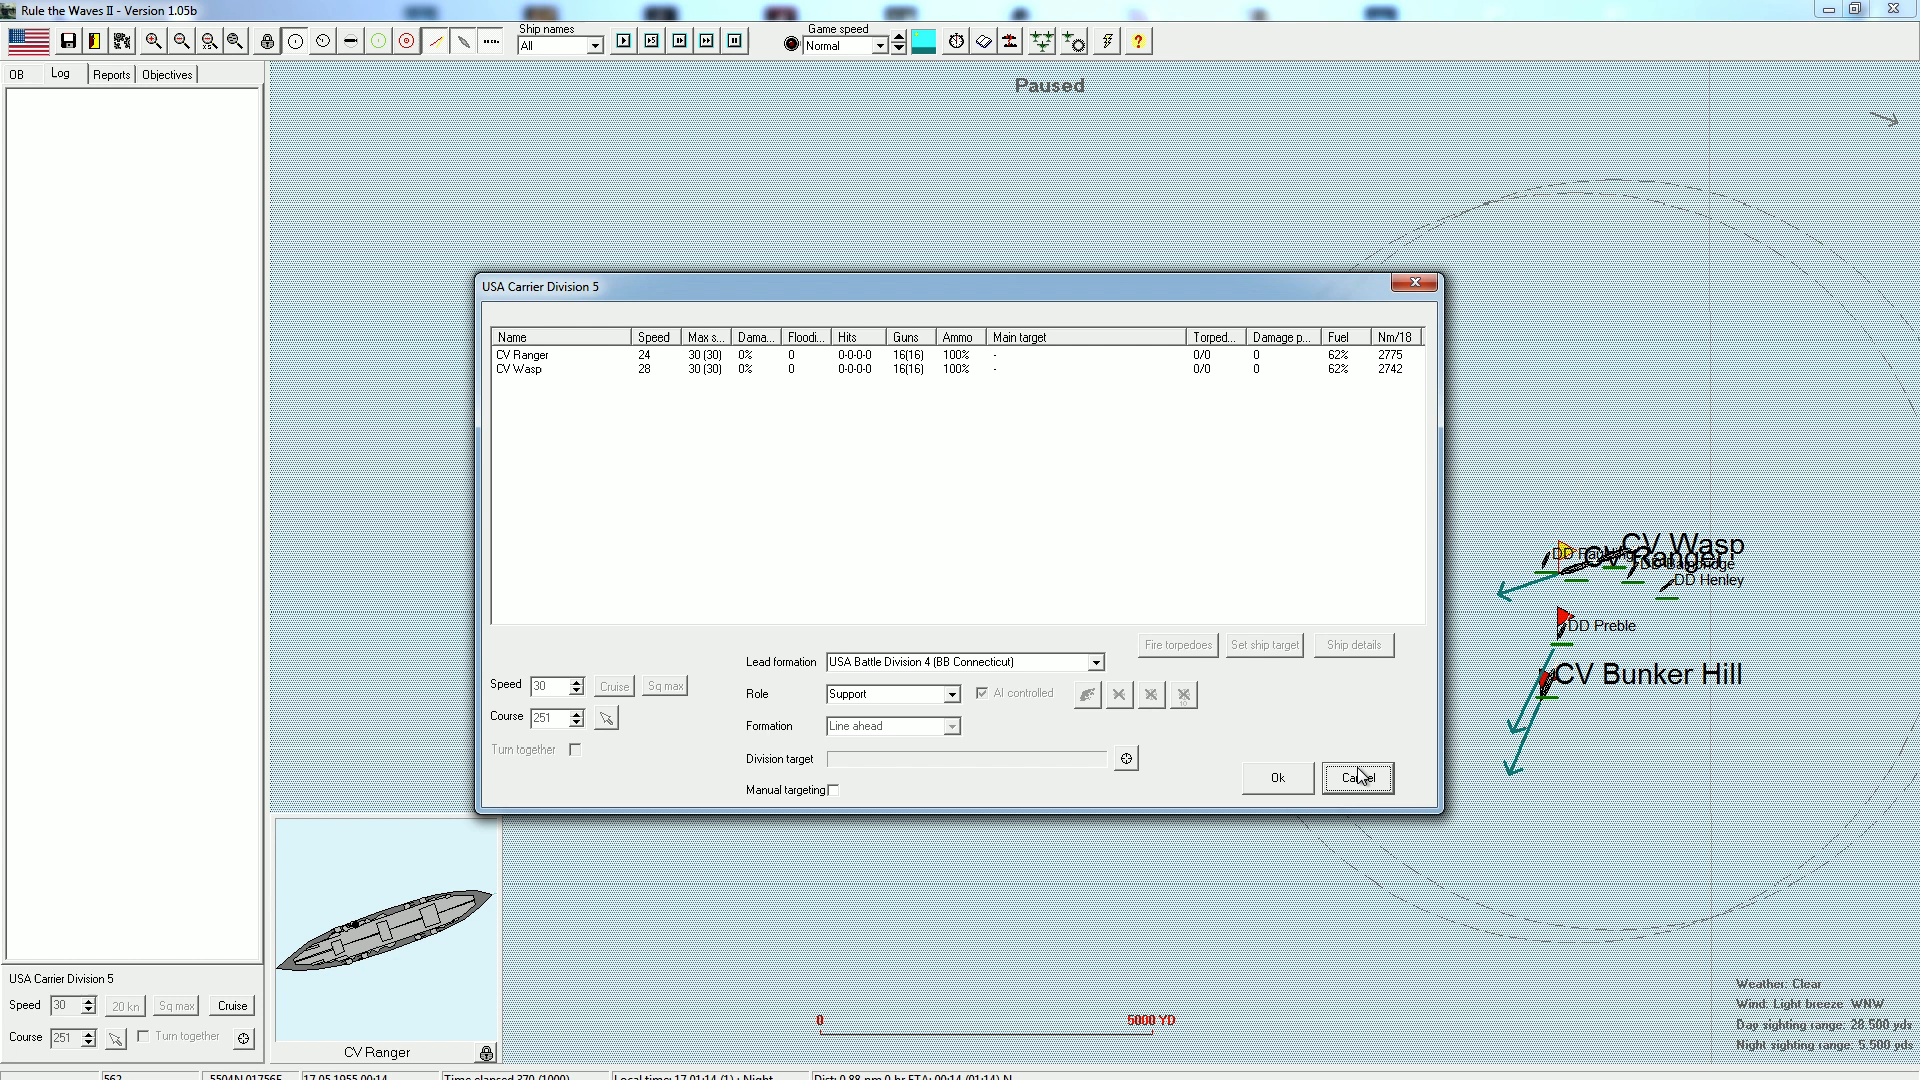 Rule the Waves II - Version 1.05b
Ship names
All
Game speed
Normal
OB Log Reports Objectives
Paused
USA Carrier Division 5
Name Speed Max s... Dama... Floodi... Hits Guns Ammo Main target Torped... Damage p... Fuel Nm/18
CV Ranger 24 30 (30) 0% 0 0-0-0-0 16(16) 100% - 0/0 0 62% 2775
CV Wasp 28 30 (30) 0% 0 0-0-0-0 16(16) 100% - 0/0 0 62% 2742
Fire torpedoes Set ship target Ship details
Lead formation USA Battle Division 4 (BB Connecticut)
Speed 30 Cruise Sq max
Role Support AI controlled
10
Course 251
Formation Line ahead
Turn together
Division target
Manual targeting
Ok Cancel
CV Wasp
CV Ranger
DD Henley
DD Preble
CV Bunker Hill
USA Carrier Division 5
Speed 30 20 kn Sq max Cruise
Course 251 Turn together
CV Ranger
0 5000 YD
Weather: Clear
Wind: Light breeze WNW
Day sighting range: 28.500 yds
Night sighting range: 5.500 yds